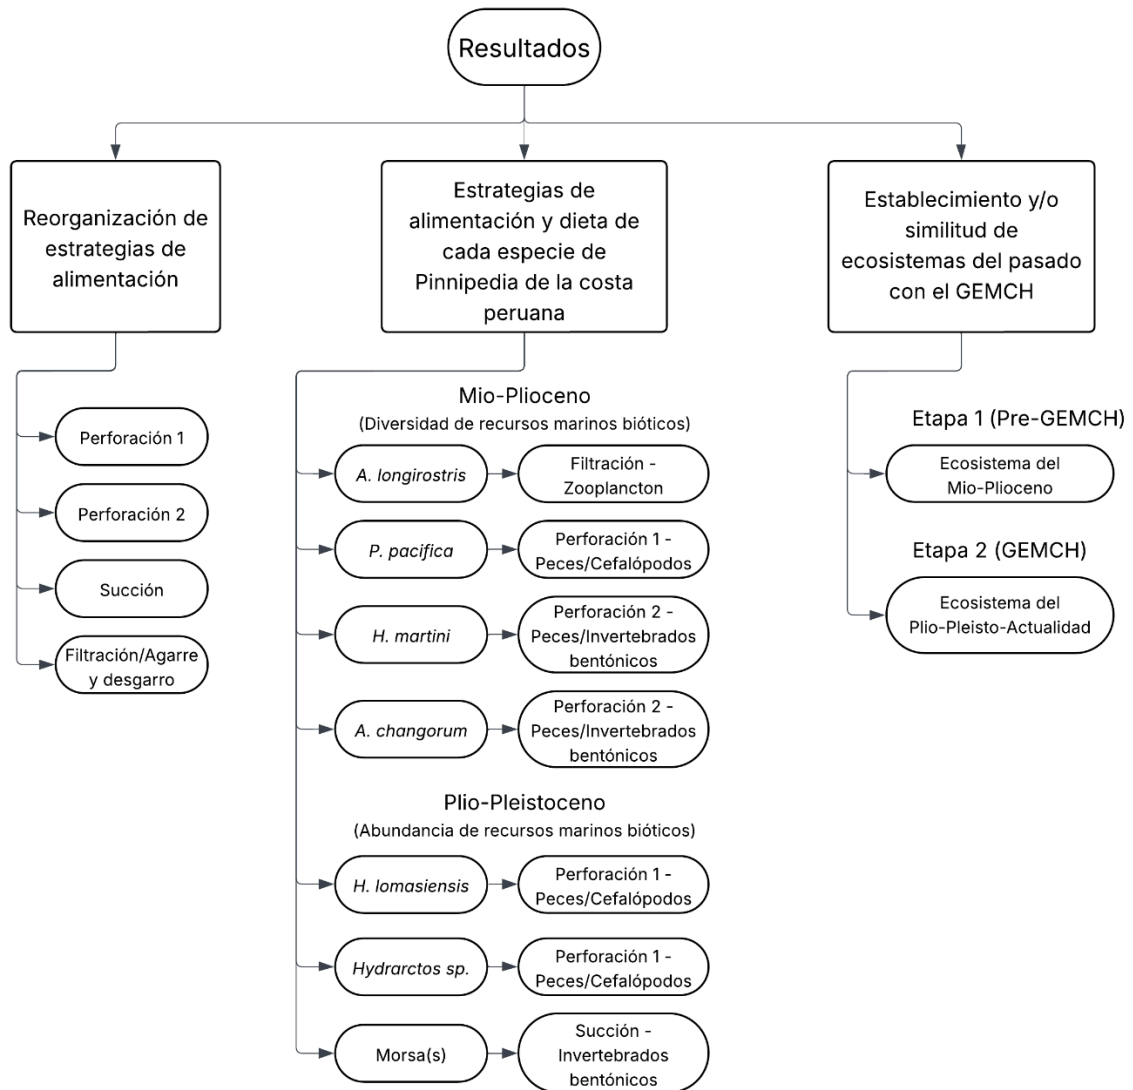 Resultados
Reorganización de
estrategias de
alimentación
Perforación 1
Perforación 2
Succión
Filtración/Agarre
y desgarro
Estrategias de
alimentación y dieta de
cada especie de
Pinnipedia de la costa
peruana
Mio-Plioceno
(Diversidad de recursos marinos bióticos)
A. longirostris
Filtración -
Zooplancton
P. pacifica
Perforación 1 -
Peces/Cefalópodos
H. martini
Perforación 2 -
Peces/Invertebrados
bentónicos
A. changorum
Perforación 2 -
Peces/Invertebrados
bentónicos
Plio-Pleistoceno
(Abundancia de recursos marinos bióticos)
H. lomasiensis
Perforación 1 -
Peces/Cefalópodos
Hydrarctos sp.
Perforación 1 -
Peces/Cefalópodos
Morsa(s)
Succión -
Invertebrados
bentónicos
Establecimiento y/o
similitud de
ecosistemas del pasado
con el GEMCH
Etapa 1 (Pre-GEMCH)
Ecosistema del
Mio-Plioceno
Etapa 2 (GEMCH)
Ecosistema del
Plio-Pleisto-Actualidad